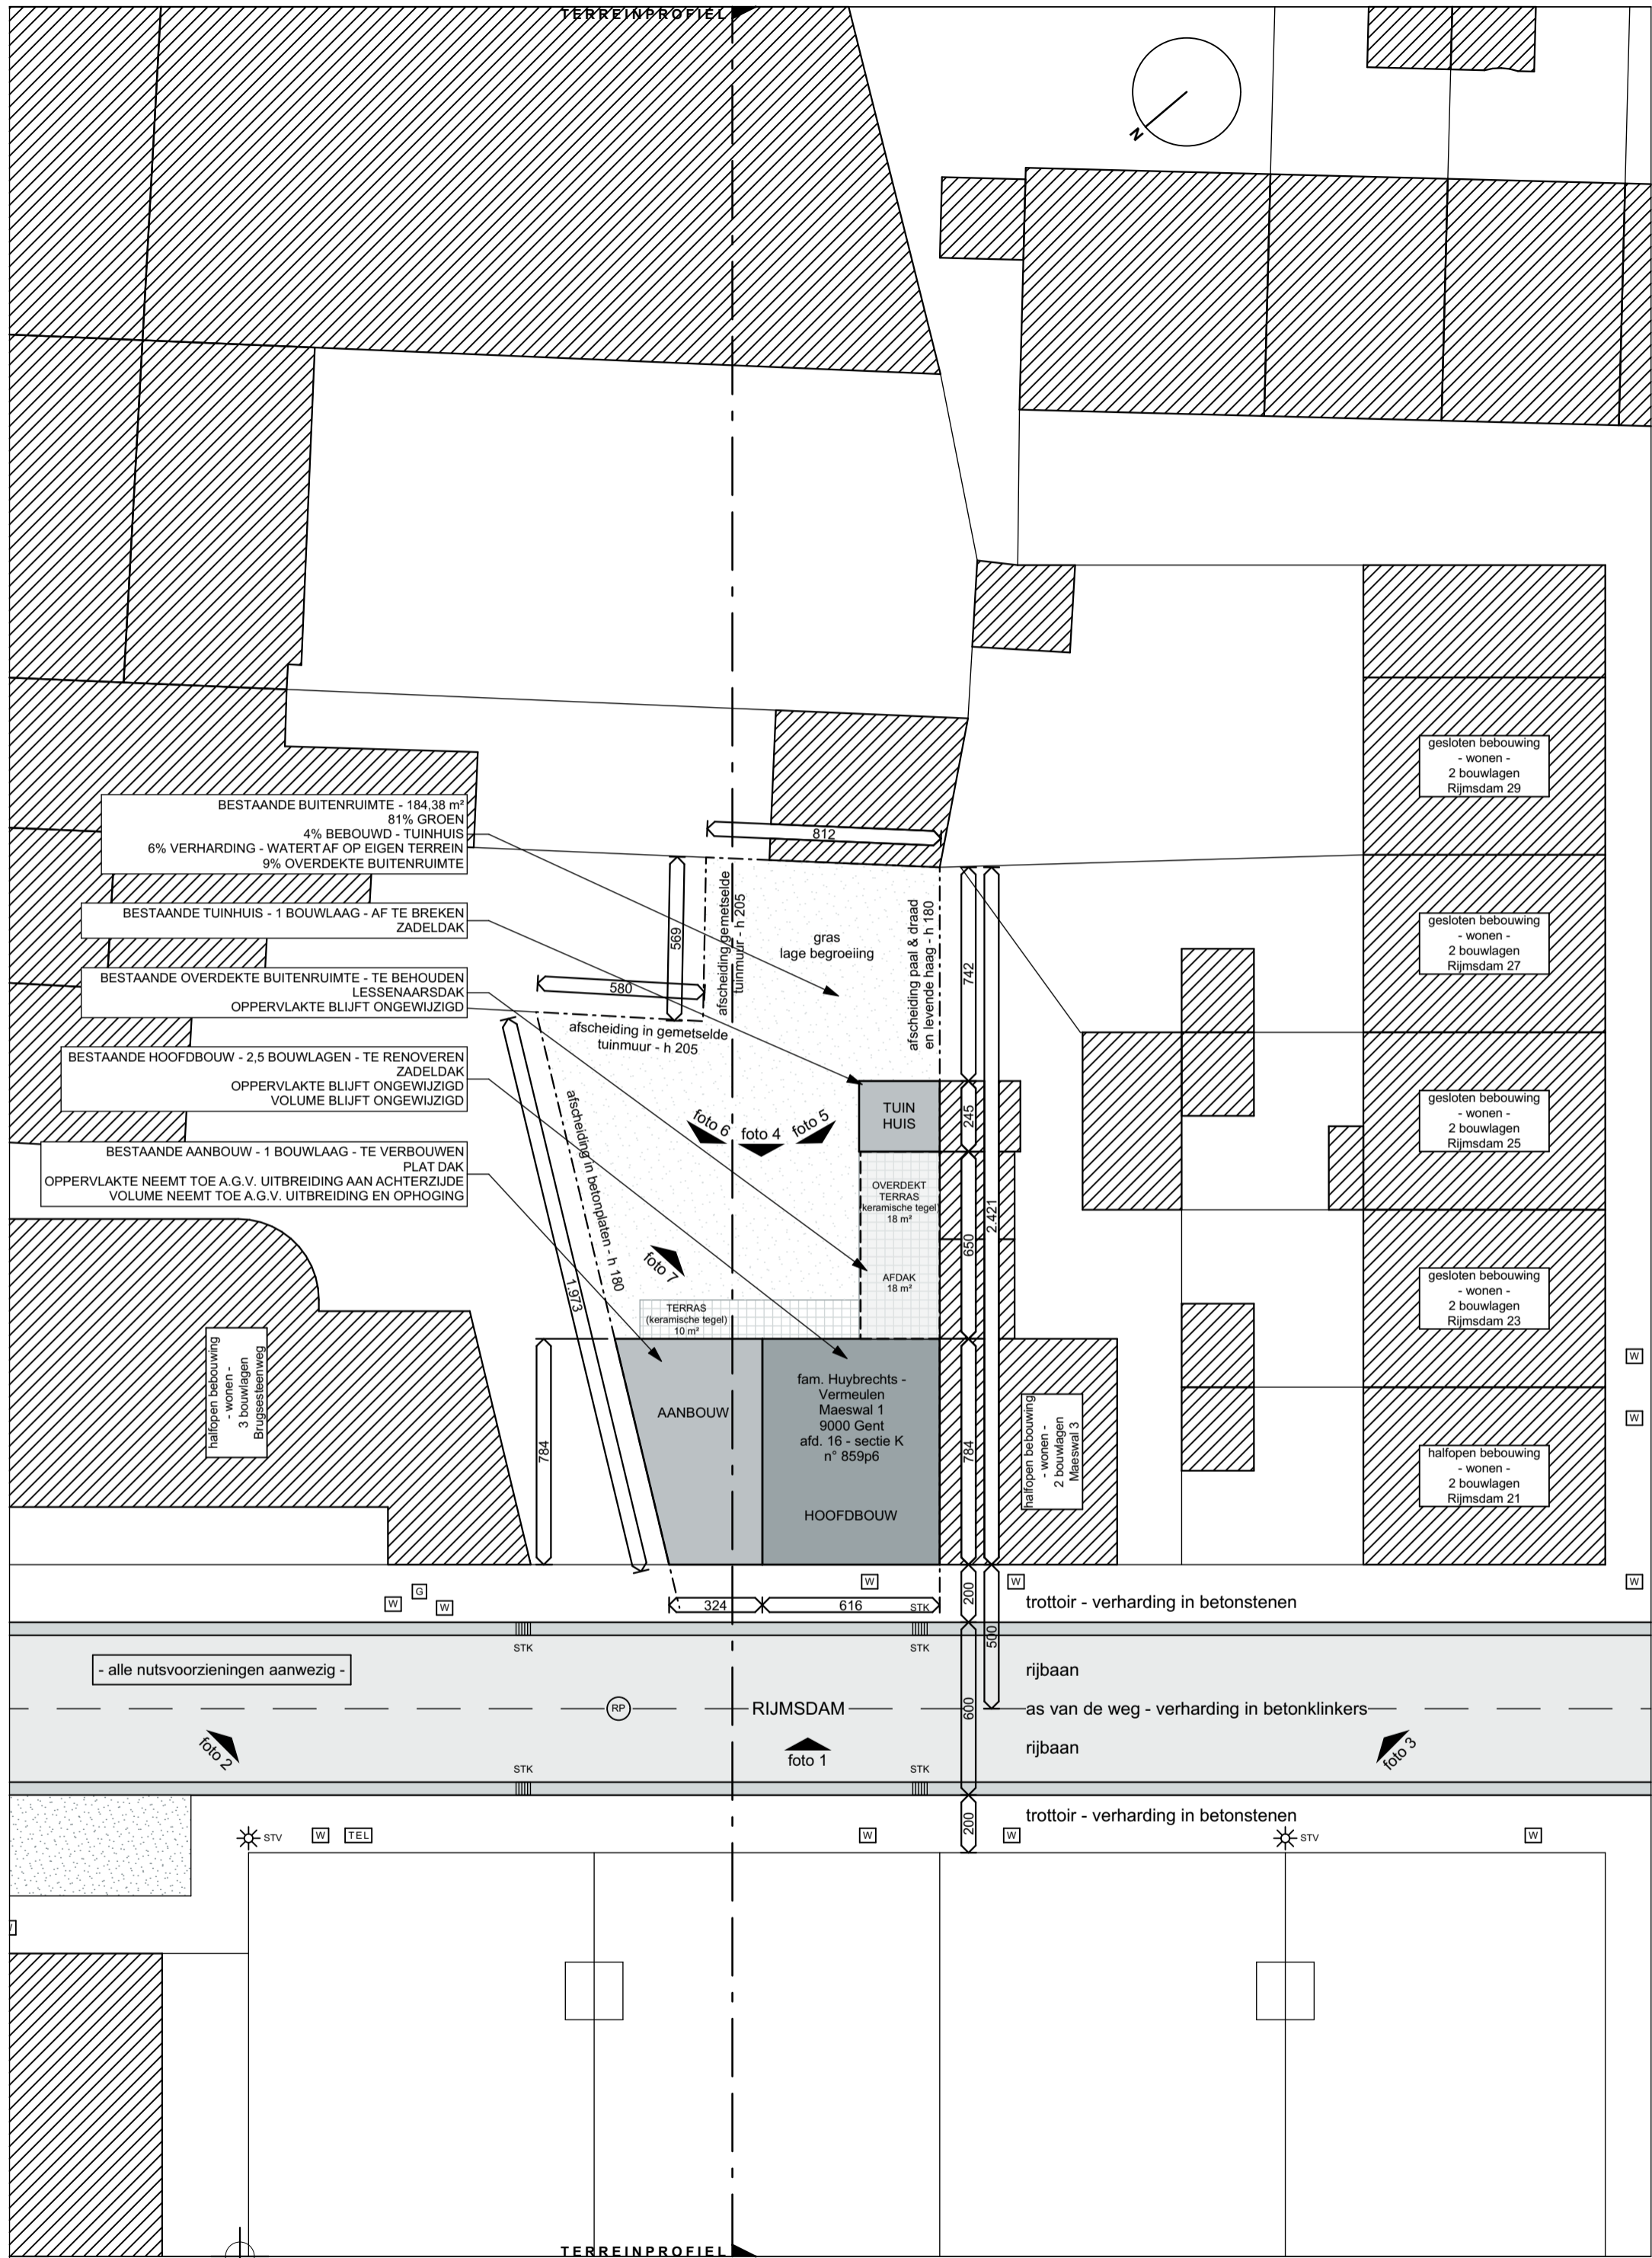 TERREINPROFIEL
N
gesloten bebouwing
- wonen -
2 bouwlagen
Rijmsdam 29
BESTAANDE BUITENRUIMTE - 184,38 m²
81% GROEN
4% BEBOUWD - TUINHUIS
6% VERHARDING - WATERT AF OP EIGEN TERREIN
9% OVERDEKTE BUITENRUIMTE
812
BESTAANDE TUINHUIS - 1 BOUWLAAG - AF TE BREKEN
ZADELDAK
569
afscheiding gemetselde
tuinmuur - h 205
gras
lage begroeiing
afscheiding paal & draad
en levende haag - h 180
742
gesloten bebouwing
- wonen -
2 bouwlagen
Rijmsdam 27
BESTAANDE OVERDEKTE BUITENRUIMTE - TE BEHOUDEN
LESSENAARSDAK
OPPERVLAKTE BLIJFT ONGEWIJZIGD
580
afscheiding in gemetselde
tuinmuur - h 205
BESTAANDE HOOFDBOUW - 2,5 BOUWLAGEN - TE RENOVEREN
ZADELDAK
OPPERVLAKTE BLIJFT ONGEWIJZIGD
VOLUME BLIJFT ONGEWIJZIGD
afscheiding in betonplaten - h 180
foto 6
foto 4
foto 5
TUIN
HUIS
245
gesloten bebouwing
- wonen -
2 bouwlagen
Rijmsdam 25
BESTAANDE AANBOUW - 1 BOUWLAAG - TE VERBOUWEN
PLAT DAK
OPPERVLAKTE NEEMT TOE A.G.V. UITBREIDING AAN ACHTERZIJDE
VOLUME NEEMT TOE A.G.V. UITBREIDING EN OPHOGING
OVERDEKT
TERRAS
(keramische tegel)
18 m²
2.421
650
foto 7
1.973
AFDAK
18 m²
gesloten bebouwing
- wonen -
2 bouwlagen
Rijmsdam 23
TERRAS
(keramische tegel)
10 m²
W
halfopen bebouwing
- wonen -
3 bouwlagen
Brugsesteenweg
784
AANBOUW
fam. Huybrechts -
Vermeulen
Maeswal 1
9000 Gent
afd. 16 - sectie K
n° 859p6
HOOFDBOUW
784
halfopen bebouwing
- wonen -
2 bouwlagen
Maeswal 3
W
halfopen bebouwing
- wonen -
2 bouwlagen
Rijmsdam 21
W
G
W
W
W
W
324
616
STK
200
trottoir - verharding in betonstenen
STK
STK
500
- alle nutsvoorzieningen aanwezig -
rijbaan
RP
RIJMSDAM
600
as van de weg - verharding in betonklinkers
foto 2
foto 1
rijbaan
foto 3
STK
STK
200
trottoir - verharding in betonstenen
STV
W
TEL
W
W
STV
W
TERREINPROFIEL